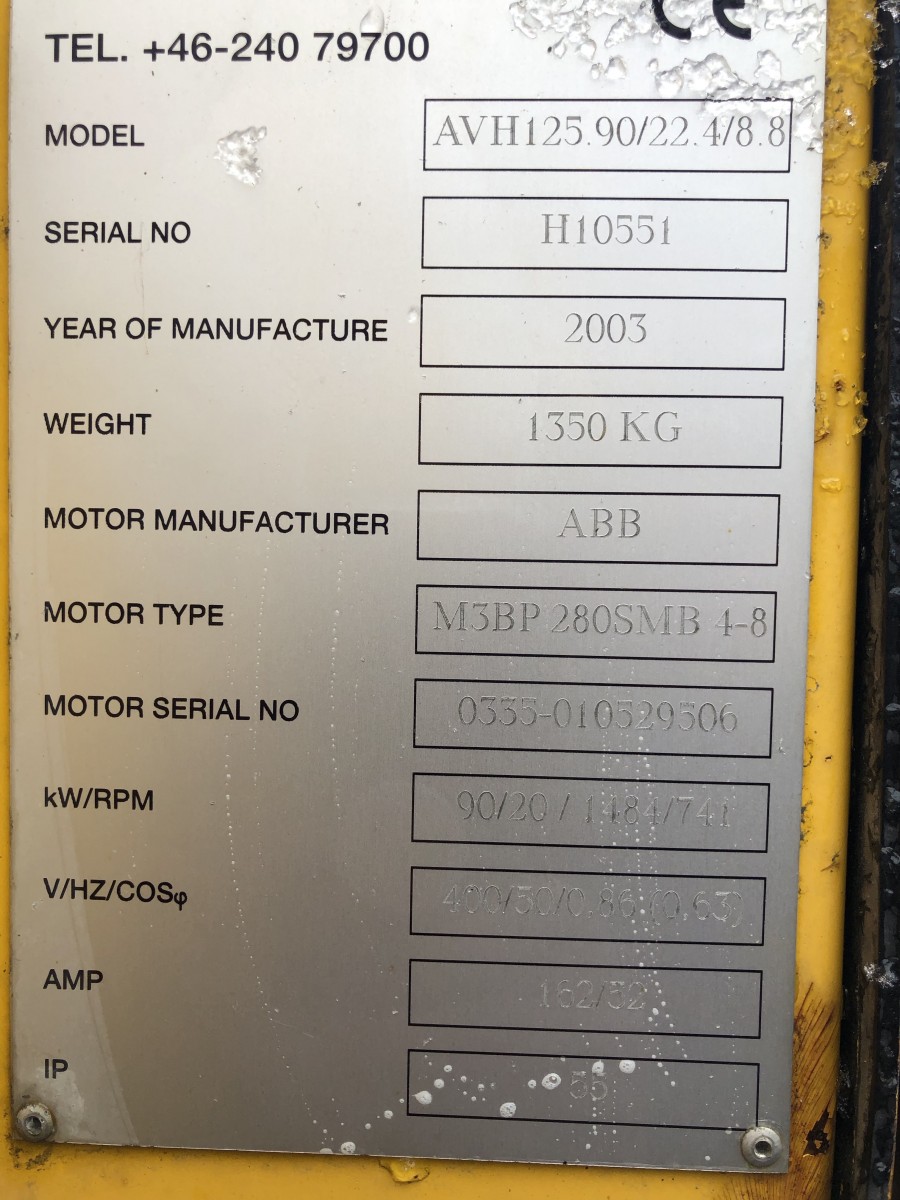 CE
TEL. +46-240 79700
MODEL AVH125.90/22.4/8.8
SERIAL NO H10551
YEAR OF MANUFACTURE 2003
WEIGHT 1350 KG
MOTOR MANUFACTURER ABB
MOTOR TYPE M3BP 280SMB 4-8
MOTOR SERIAL NO 0335-010529506
kW/RPM 90/20 / 1484/741
V/HZ/COSφ 400/50/0.86 (0.63)
AMP 162/52
IP 55